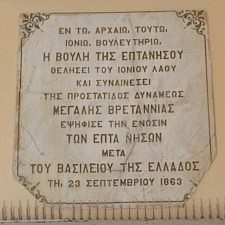 ΕΝ ΤΩ, ΑΡΧΑΙΩ, ΤΟΥΤΩ,
ΙΟΝΙΩ, ΒΟΥΛΕΥΤΗΡΙΩ,
Η ΒΟΥΛΗ ΤΗΣ ΕΠΤΑΝΗΣΟΥ
ΘΕΛΗΣΕΙ ΤΟΥ ΙΟΝΙΟΥ ΛΑΟΥ
ΚΑΙ ΣΥΝΑΙΝΕΣΕΙ
ΤΗΣ ΠΡΟΣΤΑΤΙΔΟΣ ΔΥΝΑΜΕΩΣ
ΜΕΓΑΛΗΣ ΒΡΕΤΑΝΝΙΑΣ
ΕΨΗΦΙΣΕ ΤΗΝ ΕΝΩΣΙΝ
ΤΩΝ ΕΠΤΑ ΝΗΣΩΝ
ΜΕΤΑ
ΤΟΥ ΒΑΣΙΛΕΙΟΥ ΤΗΣ ΕΛΛΑΔΟΣ
ΤΗ, 23 ΣΕΠΤΕΜΒΡΙΟΥ 1863